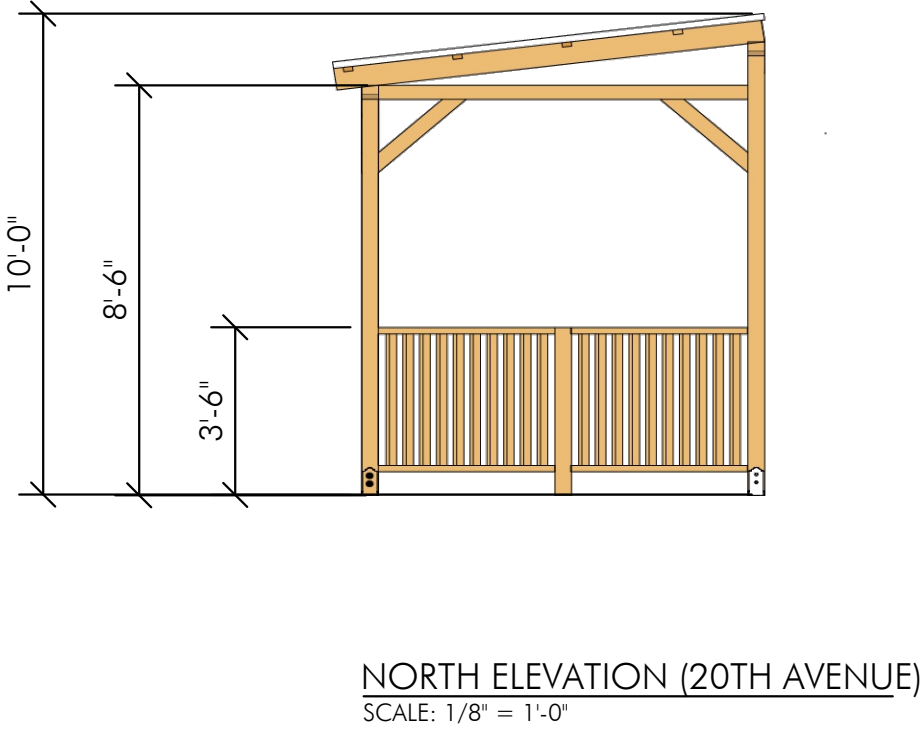 10'-0"
8'-6"
3'-6"
NORTH ELEVATION (20TH AVENUE)
SCALE: 1/8" = 1'-0"